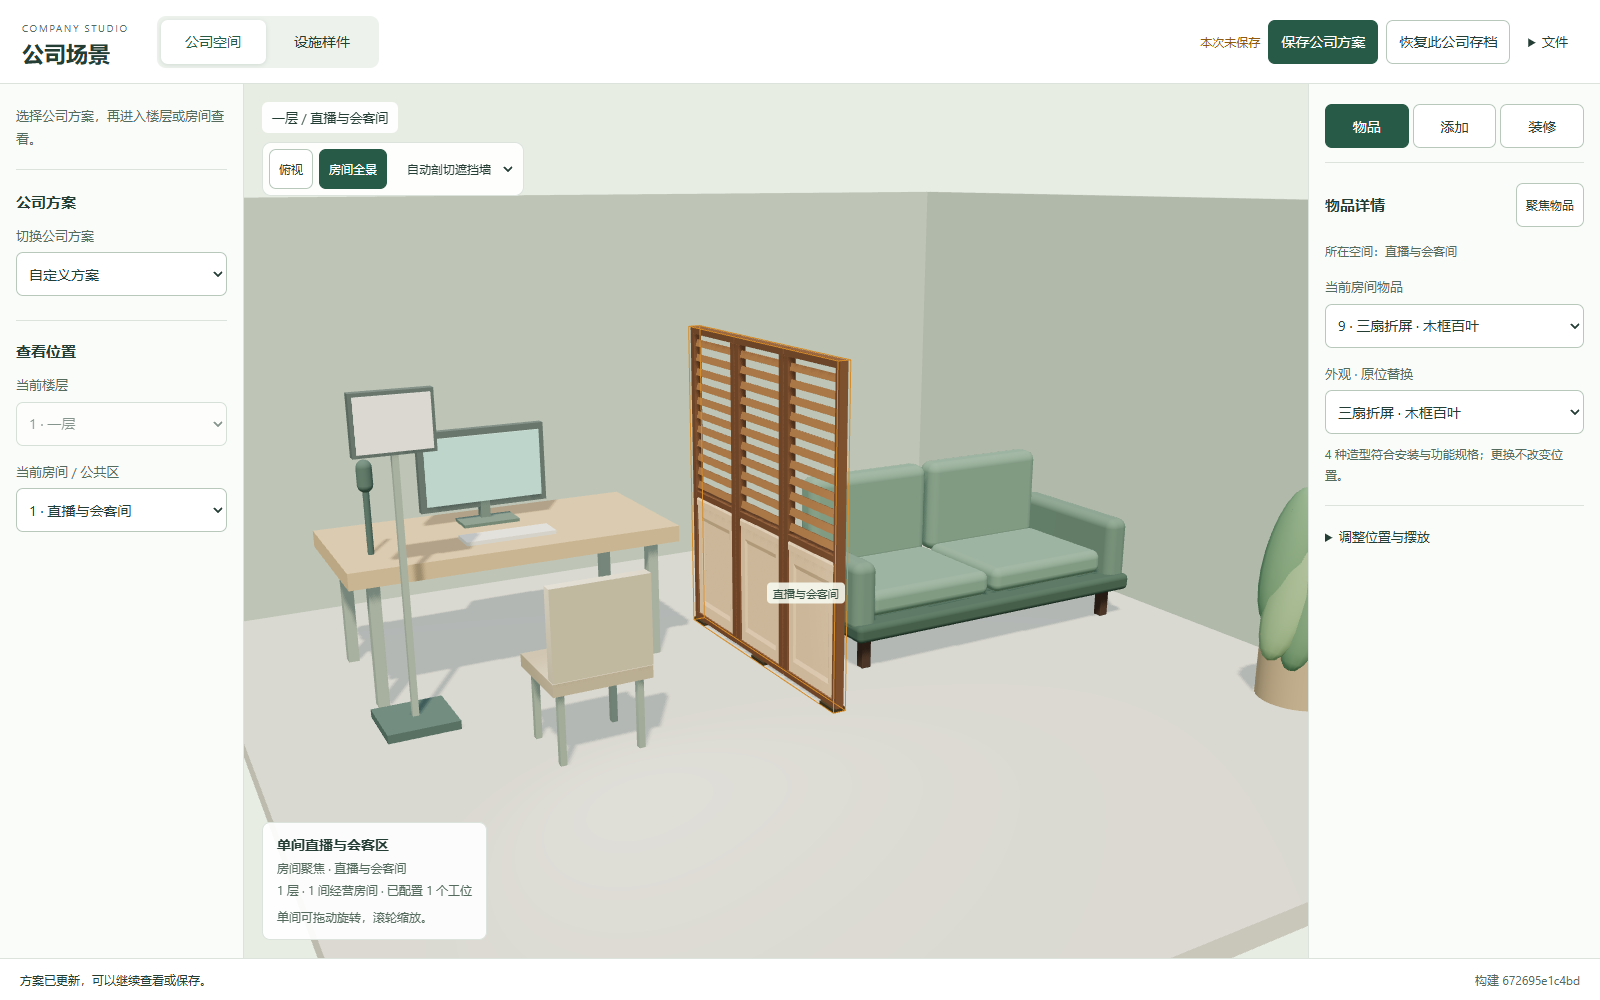 COMPANY STUDIO
公司场景
公司空间
设施样件
本次未保存
保存公司方案
恢复此公司存档
▶ 文件
选择公司方案，再进入楼层或房间查
看。
公司方案
切换公司方案
自定义方案
查看位置
当前楼层
1 · 一层
当前房间 / 公共区
1 · 直播与会客间
一层 / 直播与会客间
俯视
房间全景
自动剖切遮挡墙
直播与会客间
单间直播与会客区
房间聚焦 · 直播与会客间
1 层 · 1 间经营房间 · 已配置 1 个工位
单间可拖动旋转，滚轮缩放。
物品
添加
装修
物品详情
聚焦物品
所在空间：直播与会客间
当前房间物品
9 · 三扇折屏 · 木框百叶
外观 · 原位替换
三扇折屏 · 木框百叶
4 种造型符合安装与功能规格；更换不改变位
置。
▶ 调整位置与摆放
方案已更新，可以继续查看或保存。
构建 672695e1c4bd